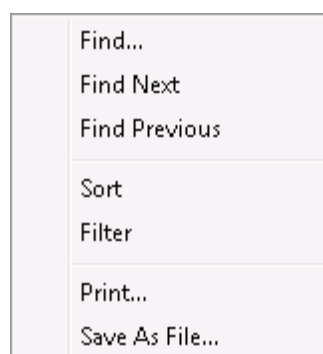 Find...
Find Next
Find Previous
Sort
Filter
Print...
Save As File...